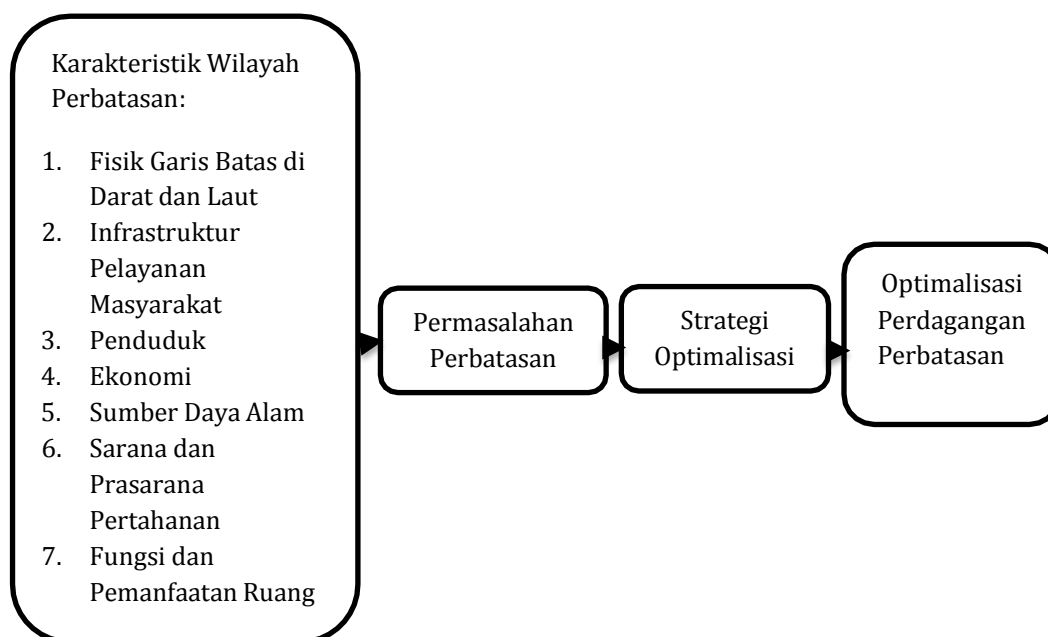 Karakteristik Wilayah
Perbatasan:
1. Fisik Garis Batas di
Darat dan Laut
2. Infrastruktur
Pelayanan
Masyarakat
3. Penduduk
4. Ekonomi
5. Sumber Daya Alam
6. Sarana dan
Prasarana
Pertahanan
7. Fungsi dan
Pemanfaatan Ruang
Permasalahan
Perbatasan
Strategi
Optimalisasi
Optimalisasi
Perdagangan
Perbatasan